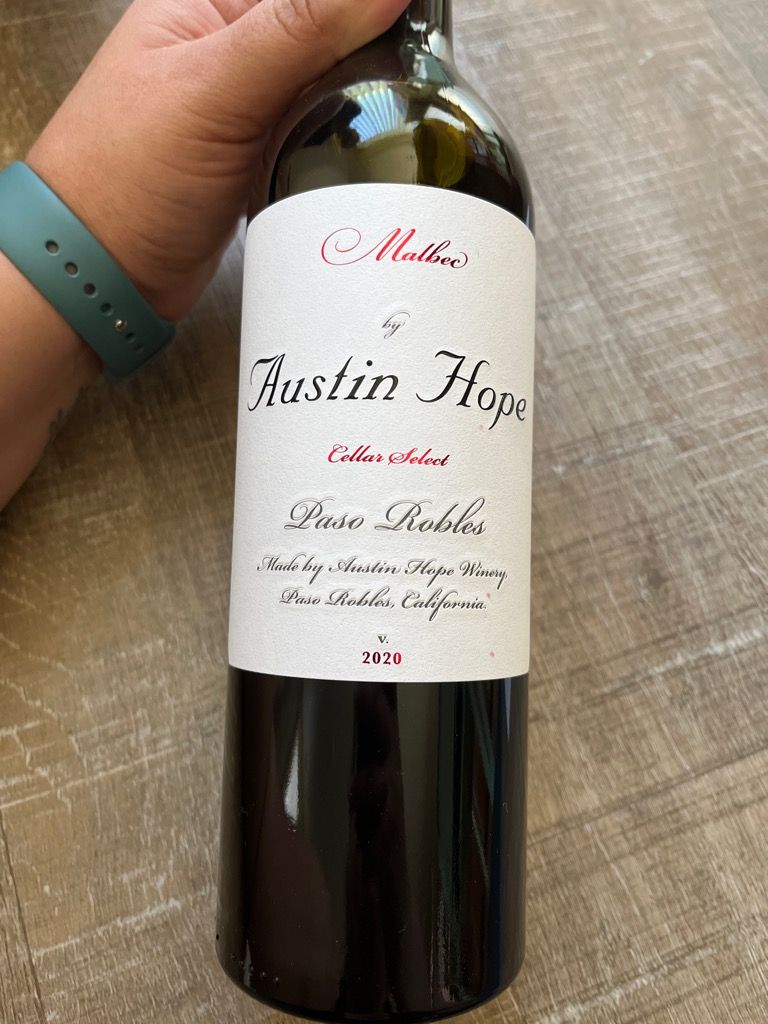 Malbec
by
Austin Hope
Cellar Select
Paso Robles
Made by Austin Hope Winery,
Paso Robles, California.
v.
2020